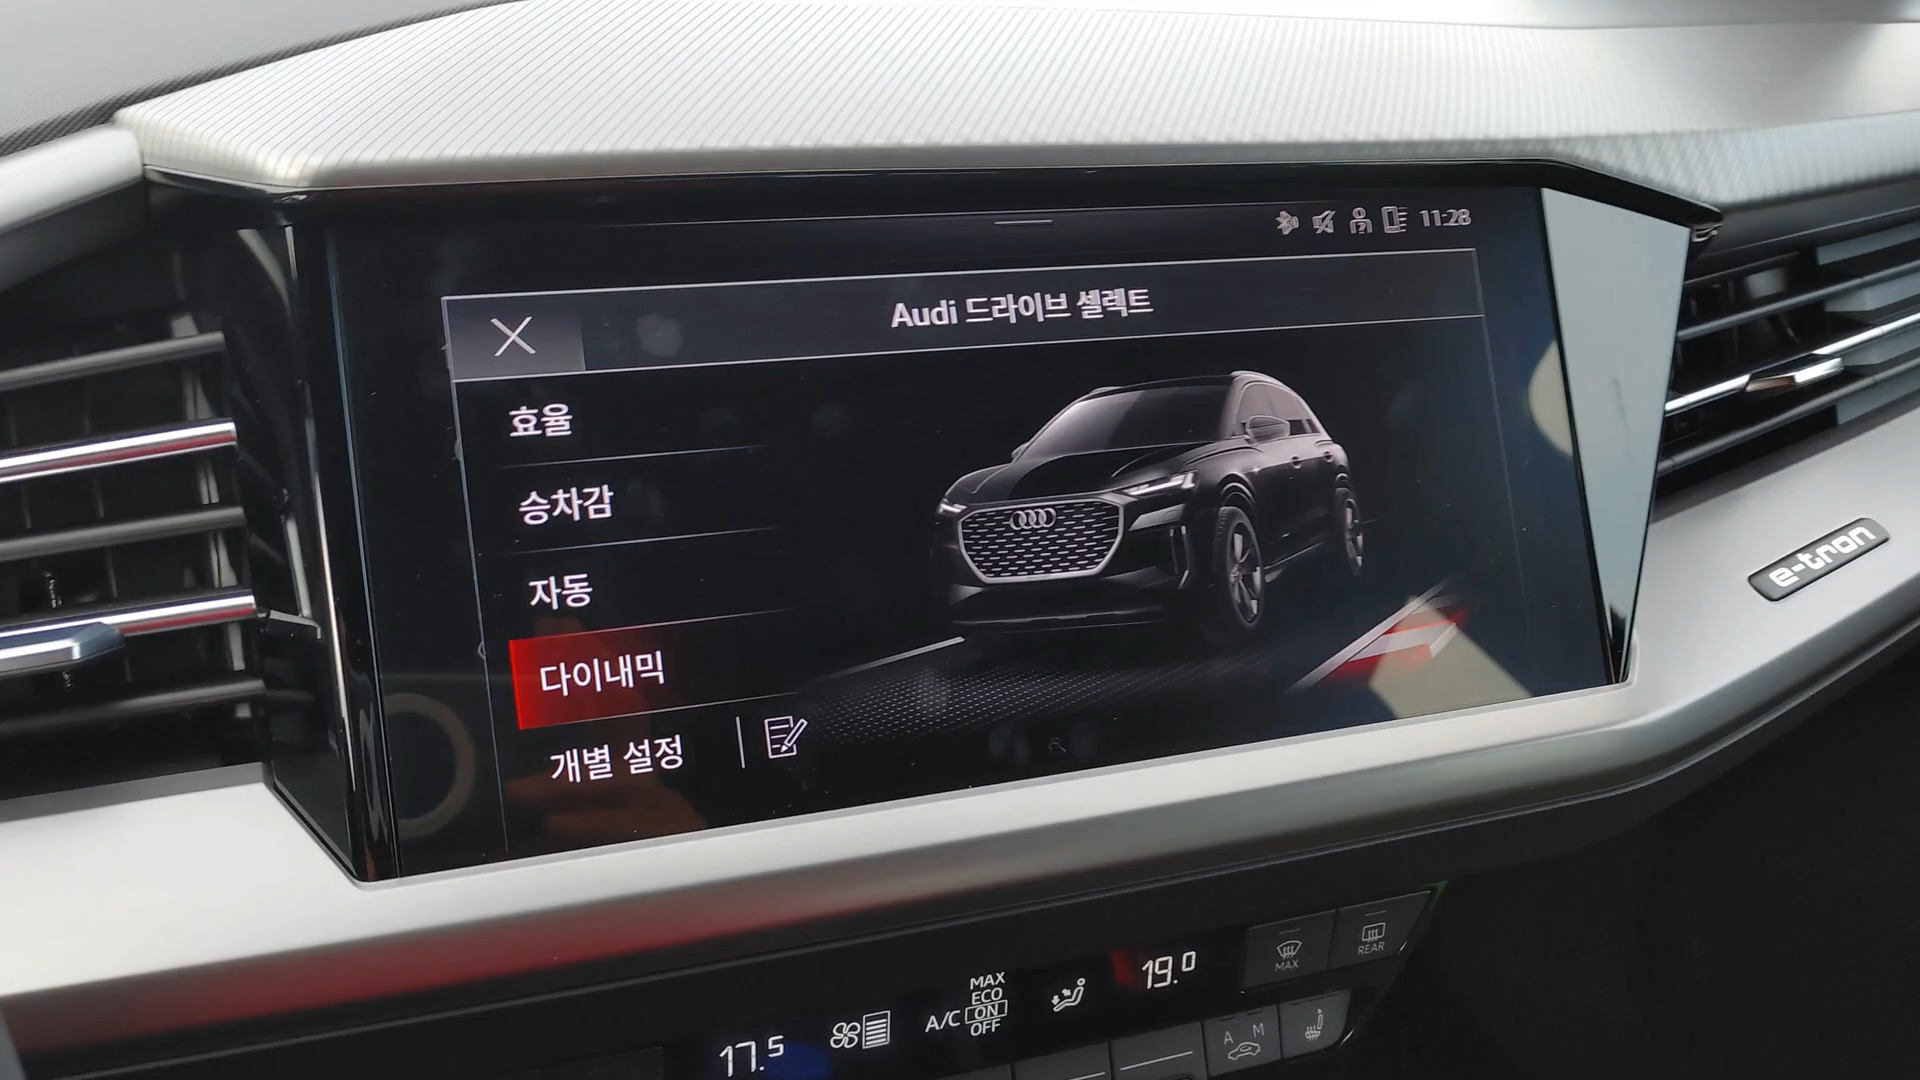 11:28
Audi 드라이브 셀렉트
효율
승차감
자동
다이내믹
개별 설정
e-tron
17.5
A/C
MAX
ECO
ON
OFF
19.0
MAX
REAR
A M